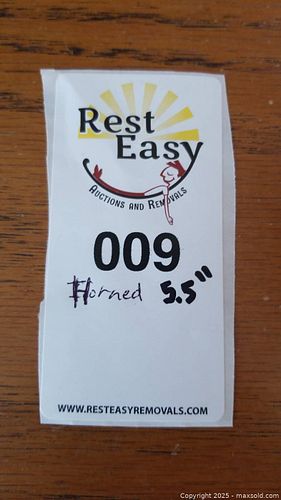 Rest
Easy
AUCTIONS AND REMOVALS
009
Horned 5.5"
WWW.RESTEASYREMOVALS.COM
Copyright © 2025 - maxsold.com